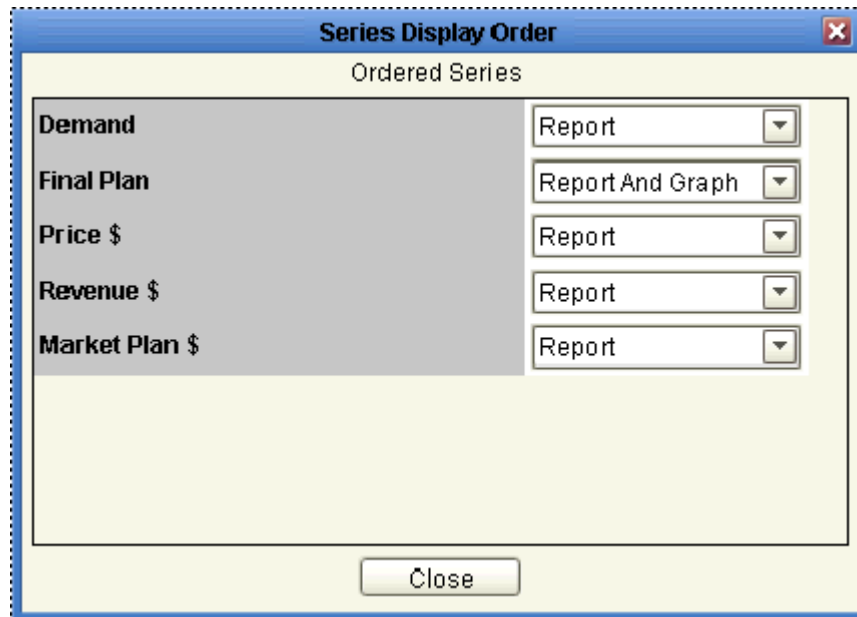 Series Display Order
Ordered Series
Demand Report
Final Plan Report And Graph
Price $ Report
Revenue $ Report
Market Plan $ Report
Close